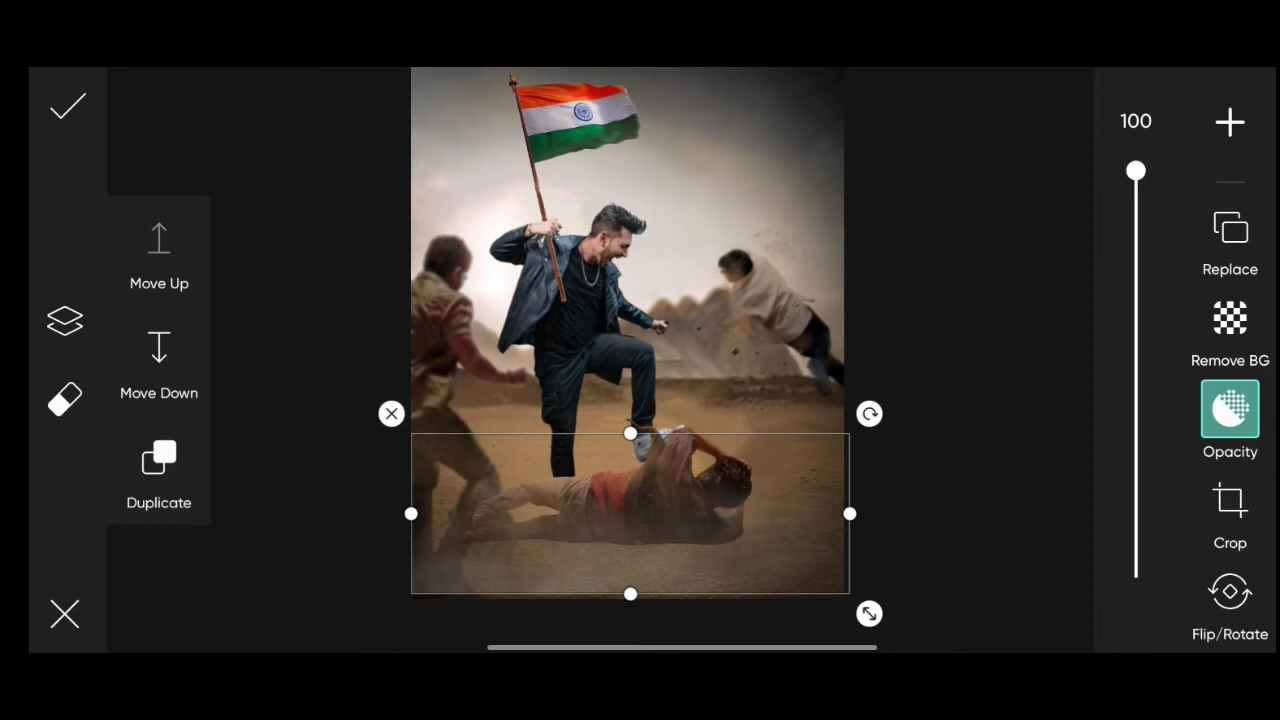 Move Up
Move Down
Duplicate
100
Replace
Remove BG
Opacity
Crop
Flip/Rotate